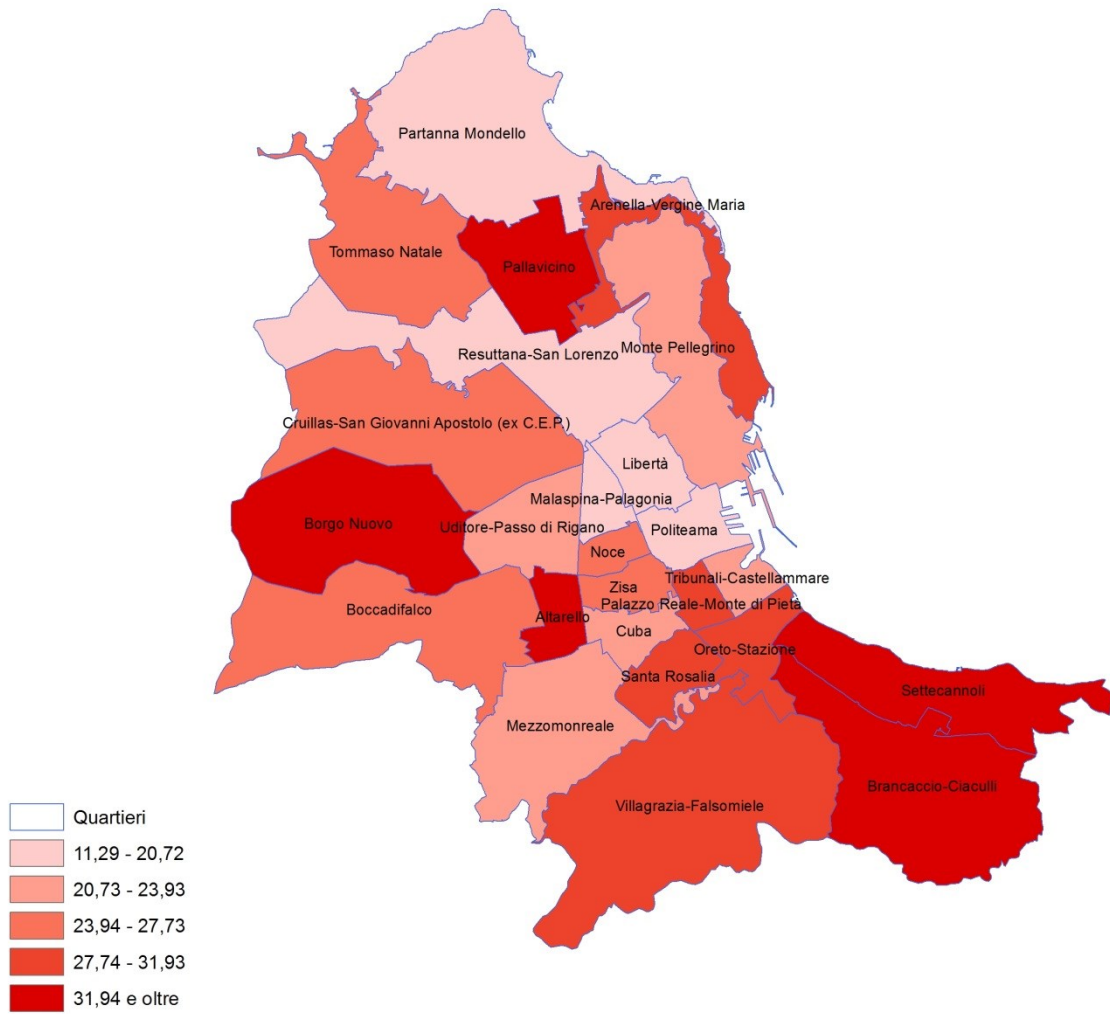 Partanna Mondello
Arenella-Vergine Maria
Tommaso Natale
Pallavicino
Resuttana-San Lorenzo
Monte Pellegrino
Cruillas-San Giovanni Apostolo (ex C.E.P.)
Libertà
Malaspina-Palagonia
Borgo Nuovo
Uditore-Passo di Rigano
Politeama
Noce
Tribunali-Castellammare
Zisa
Palazzo Reale-Monte di Pietà
Boccadifalco
Altarello
Cuba
Oreto-Stazione
Santa Rosalia
Settecannoli
Mezzomonreale
Brancaccio-Ciaculli
Villagrazia-Falsomiele
Quartieri
11,29 - 20,72
20,73 - 23,93
23,94 - 27,73
27,74 - 31,93
31,94 e oltre